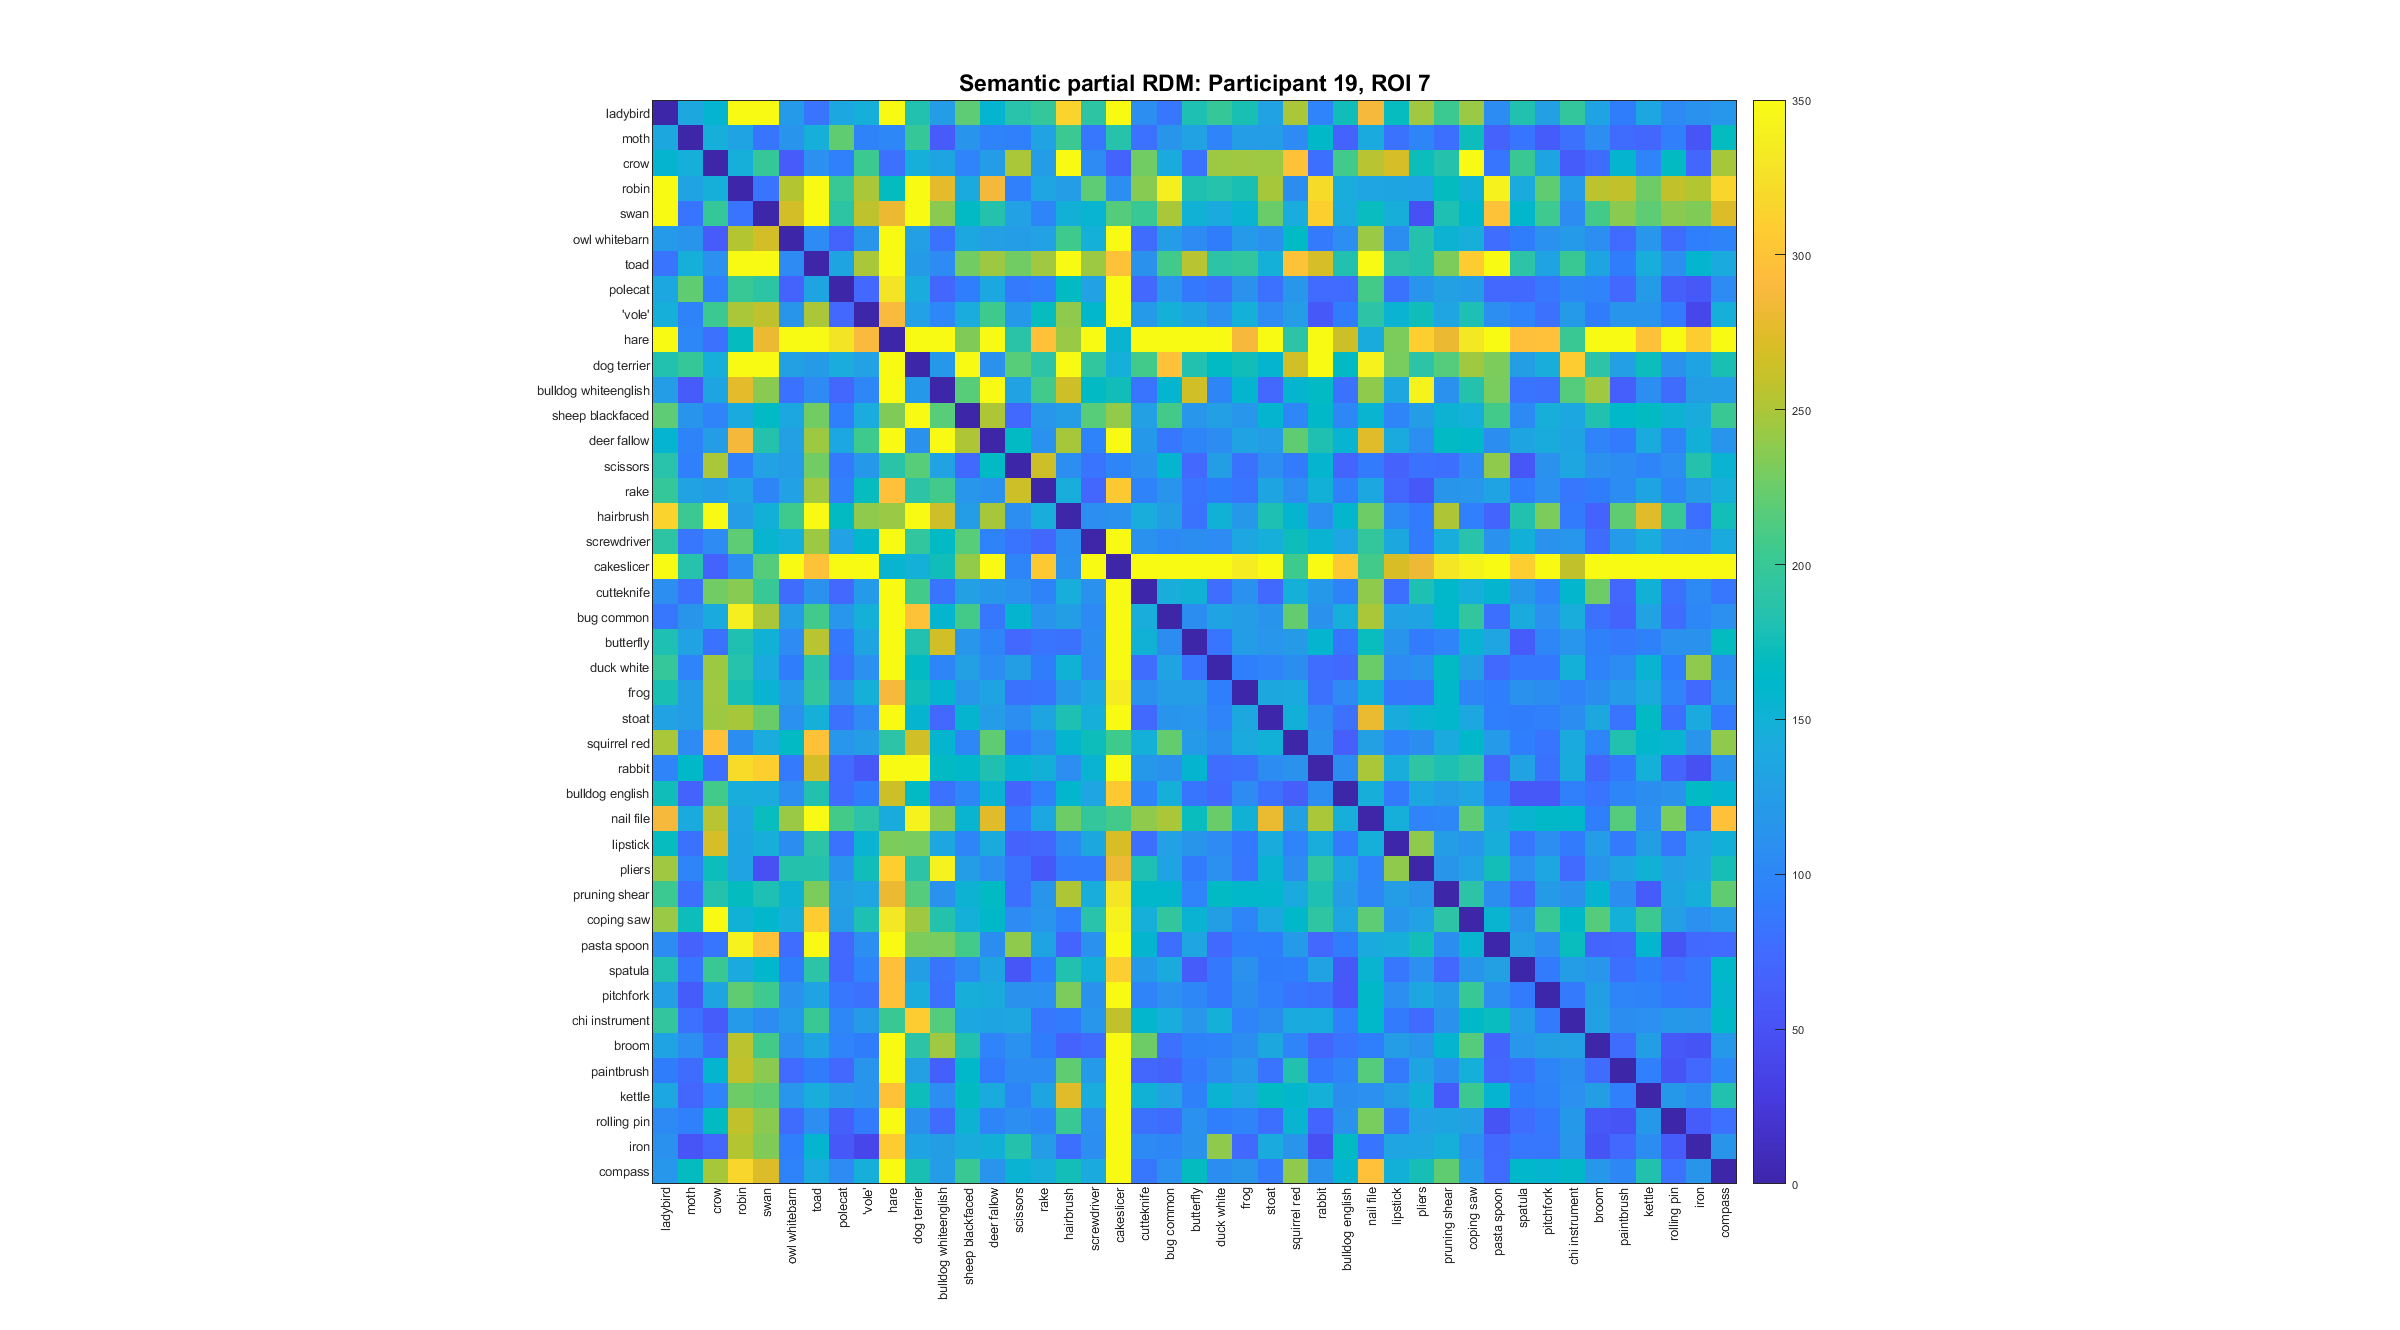 Semantic partial RDM: Participant 19, ROI 7
ladybird
moth
crow
robin
swan
owl whitebarn
toad
polecat
'vole'
hare
dog terrier
bulldog whiteenglish
sheep blackfaced
deer fallow
scissors
rake
hairbrush
screwdriver
cakeslicer
cutteknife
bug common
butterfly
duck white
frog
stoat
squirrel red
rabbit
bulldog english
nail file
lipstick
pliers
pruning shear
coping saw
pasta spoon
spatula
pitchfork
chi instrument
broom
paintbrush
kettle
rolling pin
iron
compass
350
300
250
200
150
100
50
0
ladybird
moth
crow
robin
swan
owl whitebarn
toad
polecat
'vole'
hare
dog terrier
bulldog whiteenglish
sheep blackfaced
deer fallow
scissors
rake
hairbrush
screwdriver
cakeslicer
cutteknife
bug common
butterfly
duck white
frog
stoat
squirrel red
rabbit
bulldog english
nail file
lipstick
pliers
pruning shear
coping saw
pasta spoon
spatula
pitchfork
chi instrument
broom
paintbrush
kettle
rolling pin
iron
compass